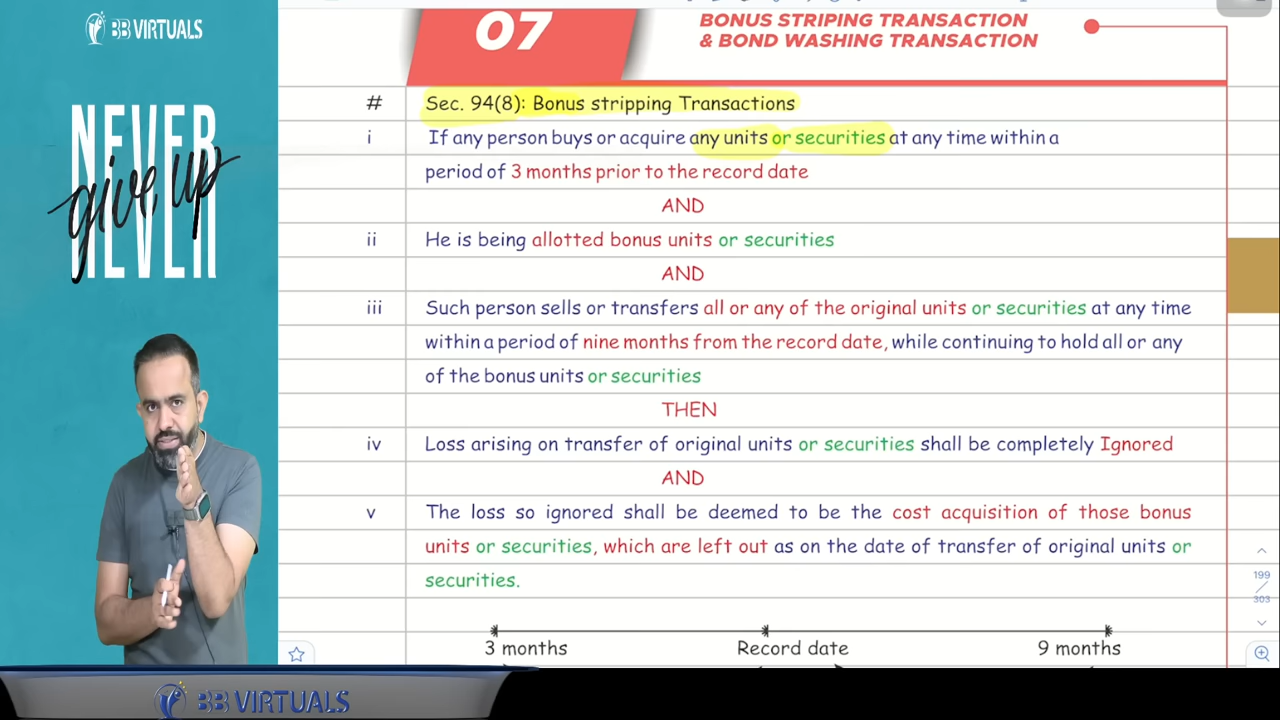 BB VIRTUALS
NEVER
give up
NEVER
07
BONUS STRIPING TRANSACTION
& BOND WASHING TRANSACTION
# Sec. 94(8): Bonus stripping Transactions
i If any person buys or acquire any units or securities at any time within a
period of 3 months prior to the record date
AND
ii He is being allotted bonus units or securities
AND
iii Such person sells or transfers all or any of the original units or securities at any time
within a period of nine months from the record date, while continuing to hold all or any
of the bonus units or securities
THEN
iv Loss arising on transfer of original units or securities shall be completely Ignored
AND
v The loss so ignored shall be deemed to be the cost acquisition of those bonus
units or securities, which are left out as on the date of transfer of original units or
securities.
3 months Record date 9 months
199
303
BB VIRTUALS